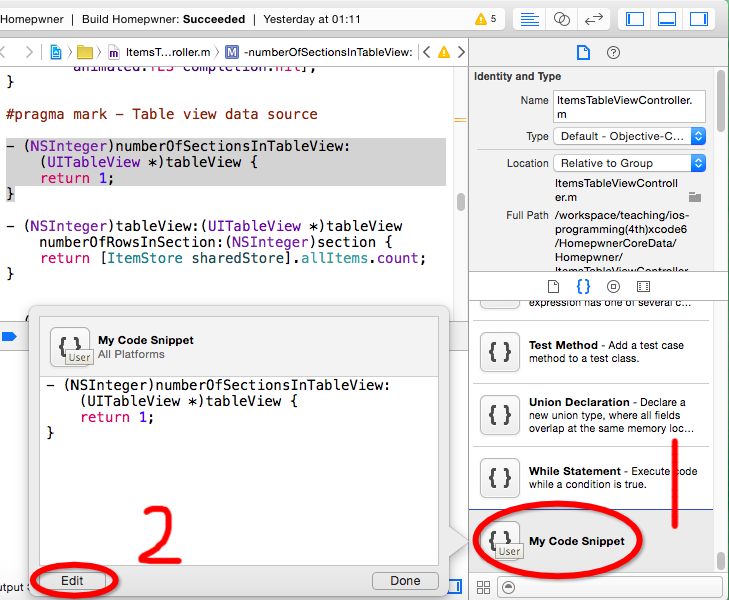 Homepwner | Build Homepwner: Succeeded | Yesterday at 01:11 5
ItemsT...roller.m M -numberOfSectionsInTableView:
animated:YES completion:nil];
}
#pragma mark - Table view data source
- (NSInteger)numberOfSectionsInTableView:
(UITableView *)tableView {
return 1;
}
- (NSInteger)tableView:(UITableView *)tableView
numberOfRowsInSection:(NSInteger)section {
return [ItemStore sharedStore].allItems.count;
}
Identity and Type
Name ItemsTableViewController.
m
Type Default - Objective-C...
Location Relative to Group
ItemsTableViewControll
er.m
Full Path /workspace/teaching/ios-
programming(4th)xcode6
/HomepwnerCoreData/
Homepwner/
ItemsTableViewController
expression has one of several c...
{ } Test Method - Add a test case
method to a test class.
{ } Union Declaration - Declare a
new union type, where all fields
overlap at the same memory loc...
{ } While Statement - Execute code
while a condition is true.
{ } User My Code Snippet
1
{ } User My Code Snippet
All Platforms
- (NSInteger)numberOfSectionsInTableView:
(UITableView *)tableView {
return 1;
}
2
Edit Done
utput